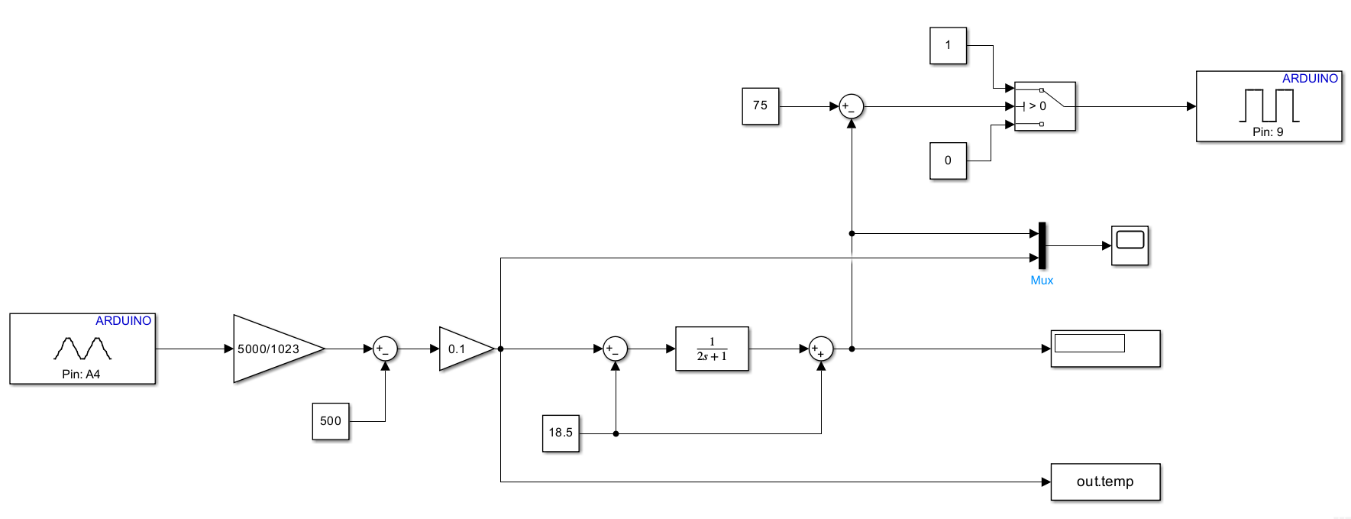 1
ARDUINO
75
+
−
> 0
Pin: 9
0
Mux
ARDUINO
5000/1023
+
−
0.1
+
−
1
2s + 1
+
+
Pin: A4
500
18.5
out.temp